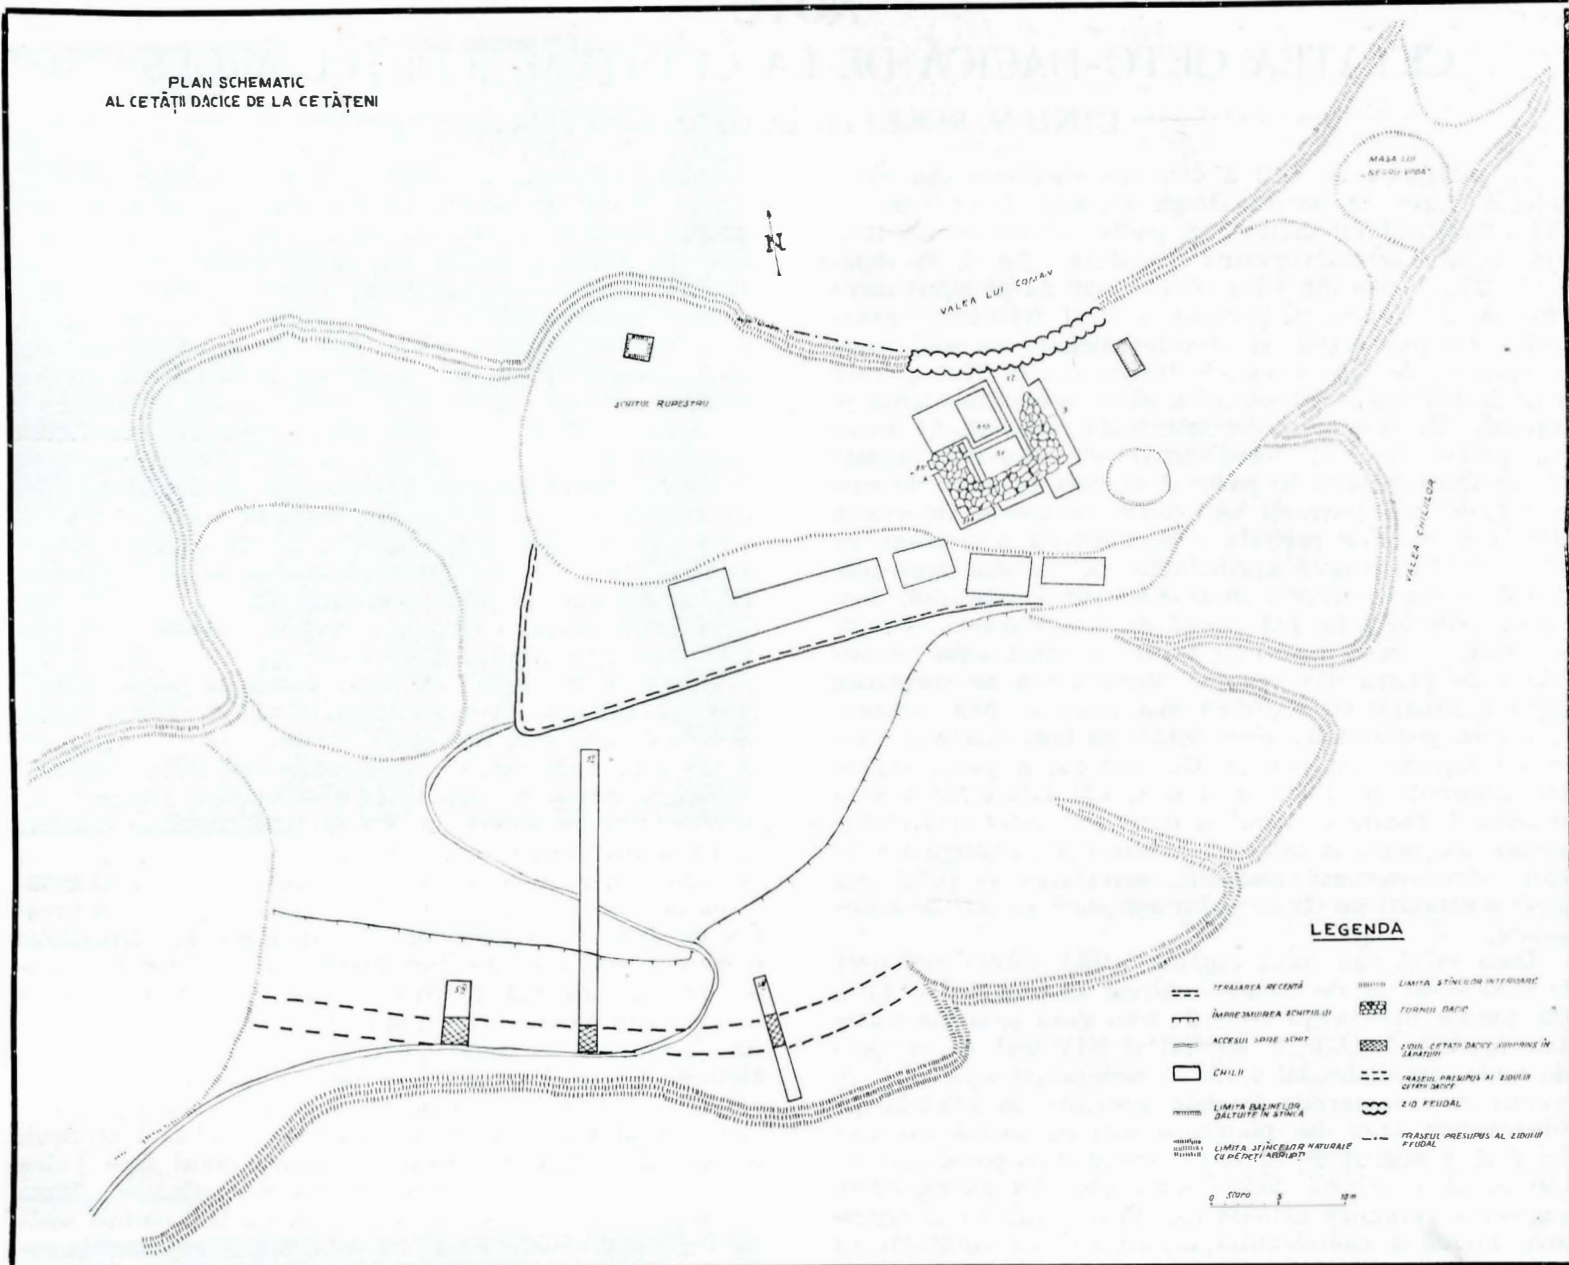 PLAN SCHEMATIC
AL CETĂȚII DACICE DE LA CETĂȚENI
MASA LUI
"NEGRU VODĂ"
N
VALEA LUI COMAN
SCHITUL RUPESTRU
VALEA CHILIILOR
LEGENDA
TERASAREA RECENTĂ
ÎMPREJMUIREA SCHITULUI
ACCESUL SPRE SCHIT
CHILII
LIMITA BAZINELOR
DĂLTUITE ÎN STÎNCĂ
LIMITA STÎNCILOR NATURALE
CU PEREȚI ABRUPȚI
LIMITA STÎNCILOR INTERIOARE
TURNUL DACIC
ZIDUL CETĂȚII DACICE SURPRINS ÎN
SĂPĂTURI
TRASEUL PRESUPUS AL ZIDULUI
CETĂȚII DACICE
ZID FEUDAL
TRASEUL PRESUPUS AL ZIDULUI
FEUDAL
0 Scara 5 10m